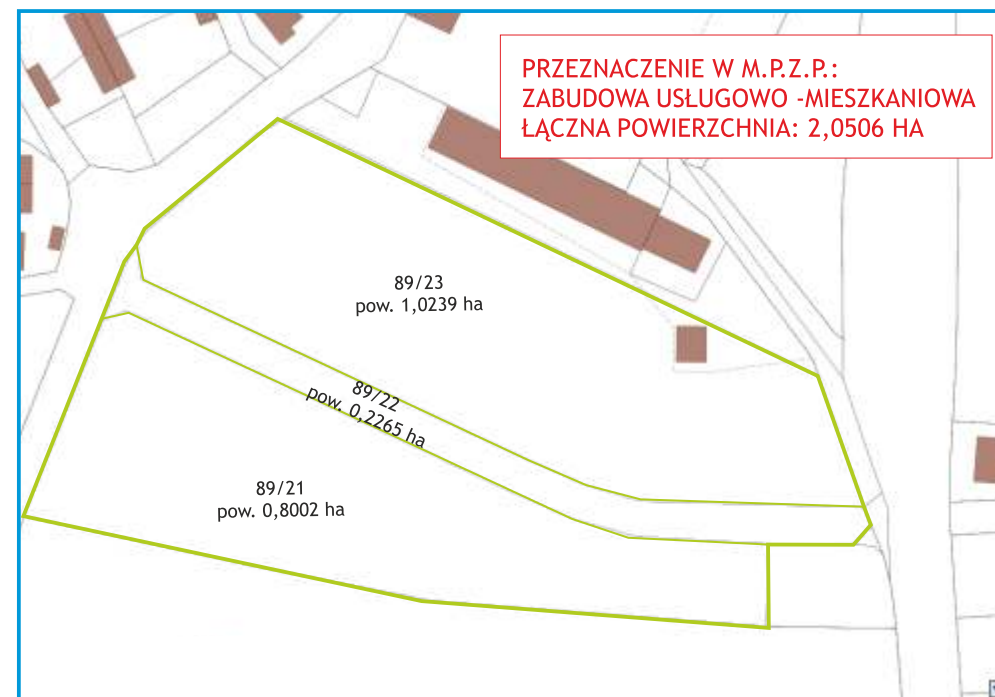 PRZEZNACZENIE W M.P.Z.P.:
ZABUDOWA USŁUGOWO -MIESZKANIOWA
ŁĄCZNA POWIERZCHNIA: 2,0506 HA
89/23
pow. 1,0239 ha
89/22
pow. 0,2265 ha
89/21
pow. 0,8002 ha